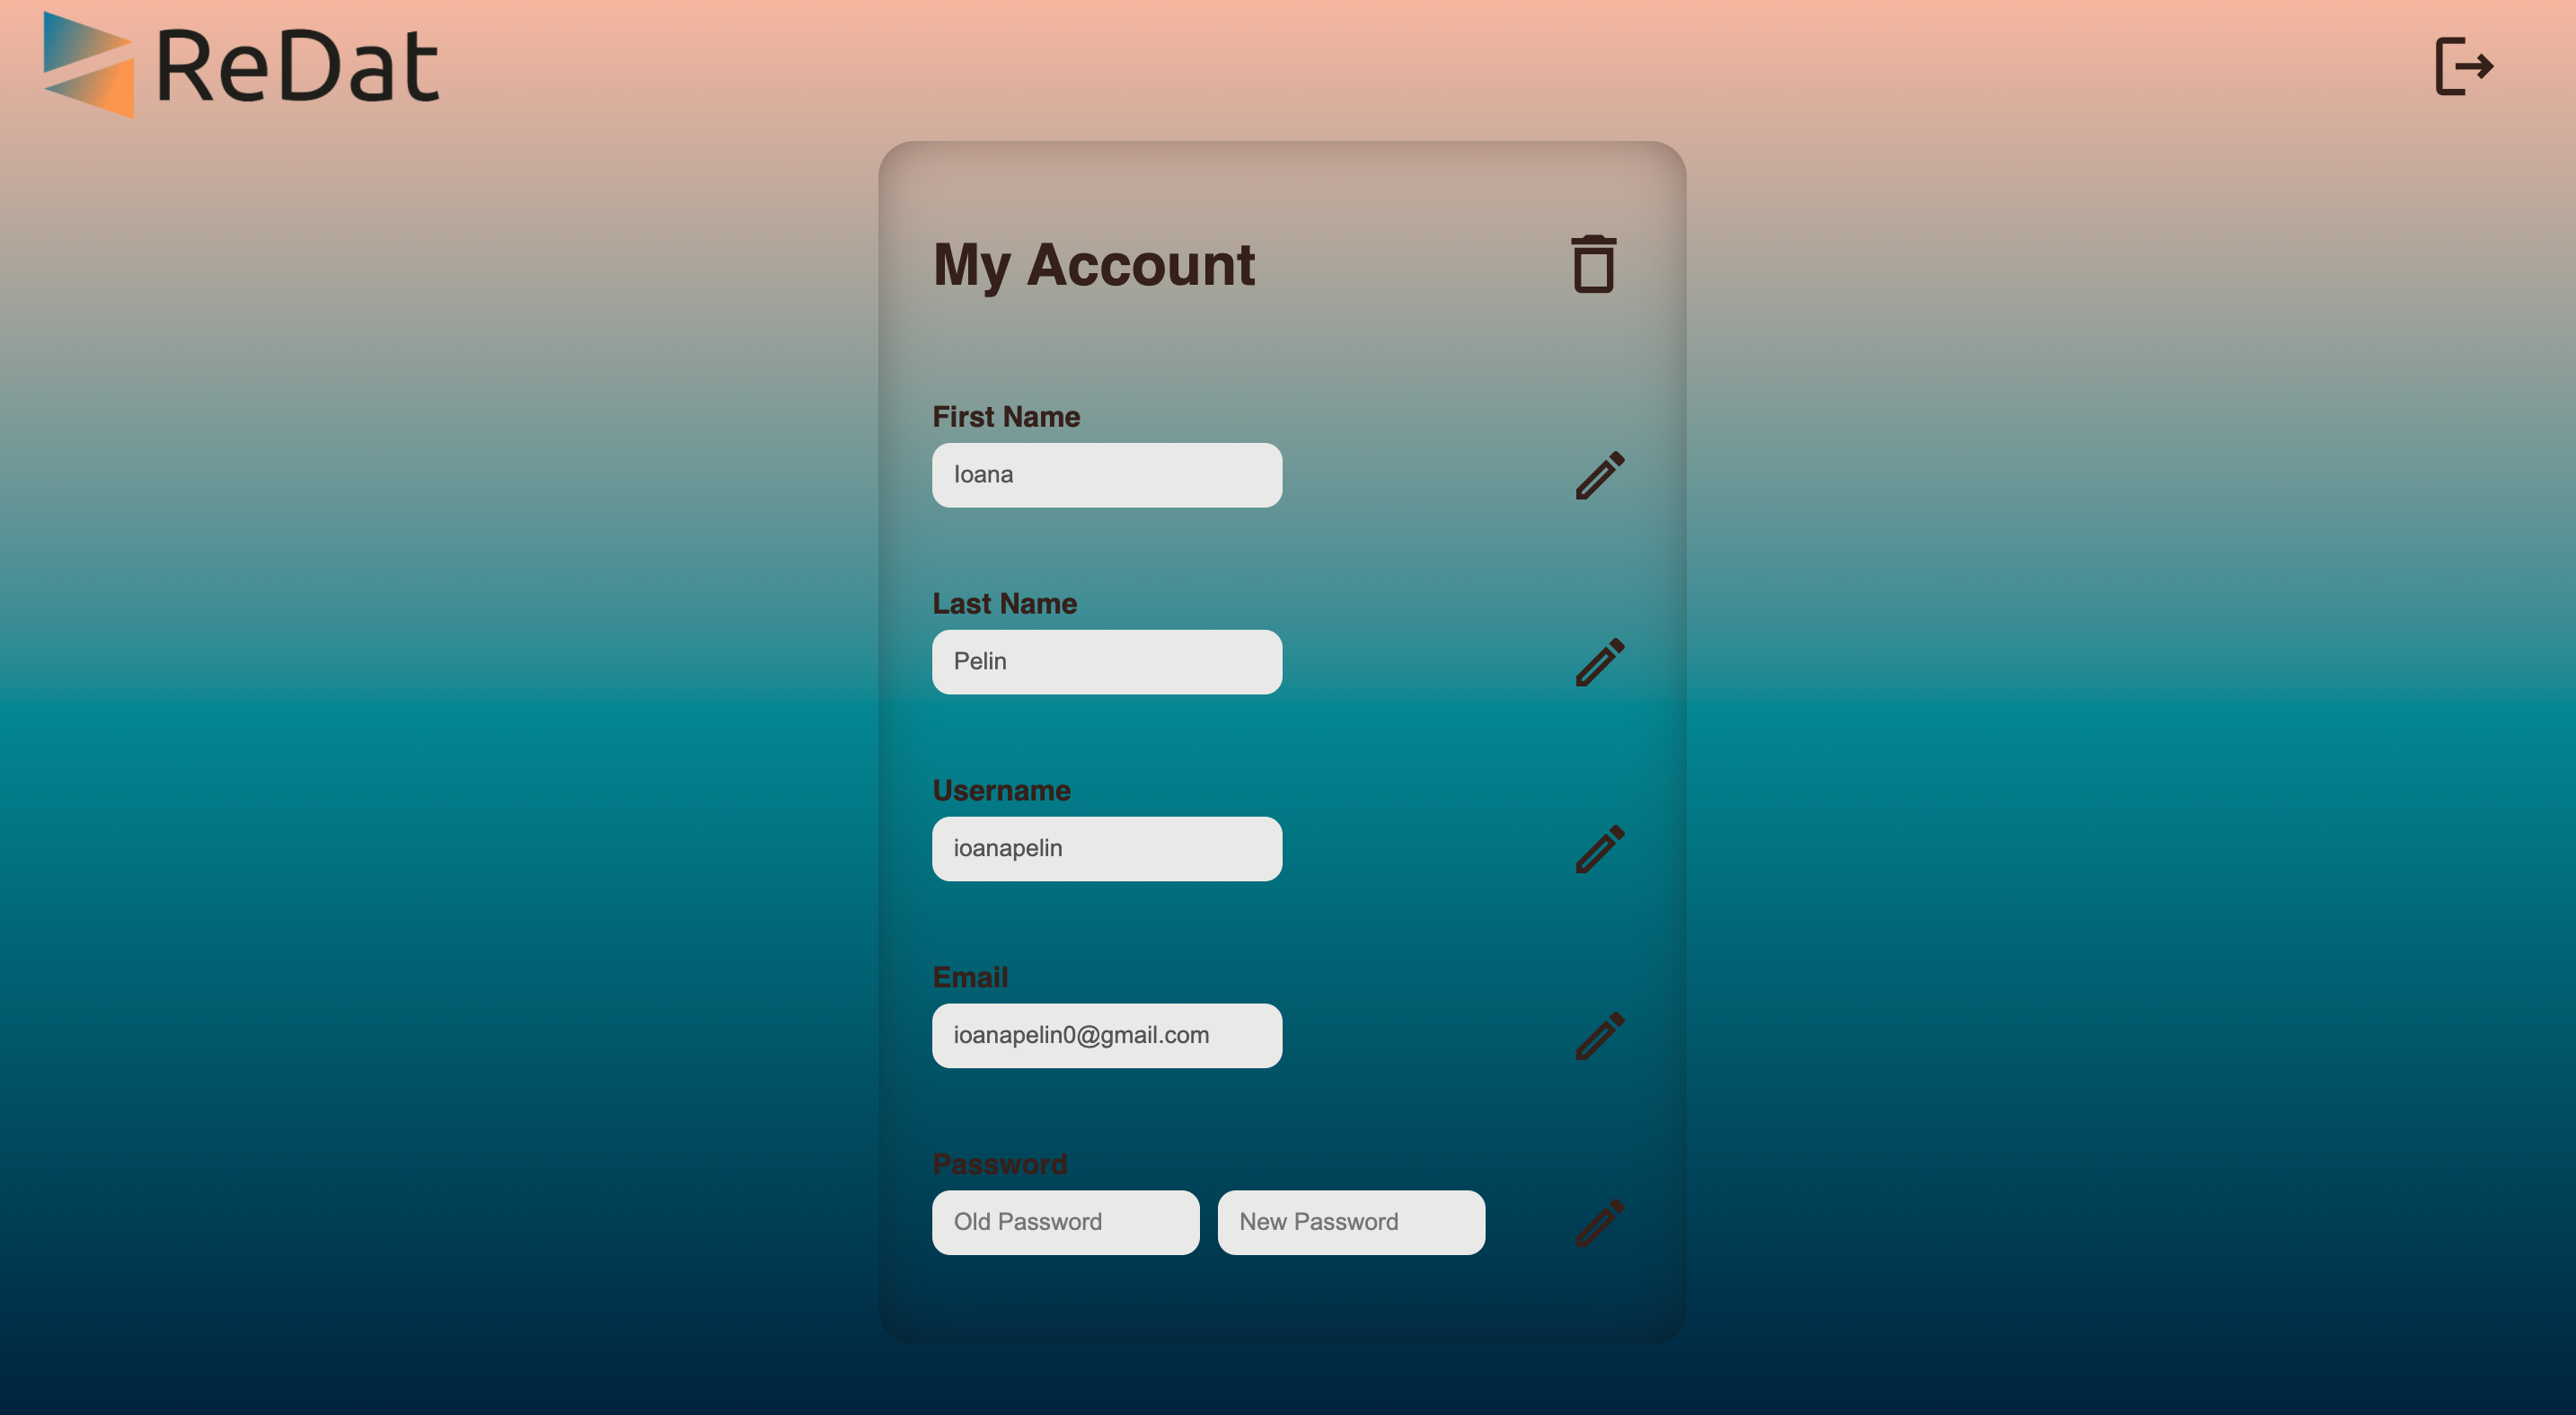 ReDat
My Account
First Name
Ioana
Last Name
Pelin
Username
ioanapelin
Email
ioanapelin0@gmail.com
Password
Old Password New Password